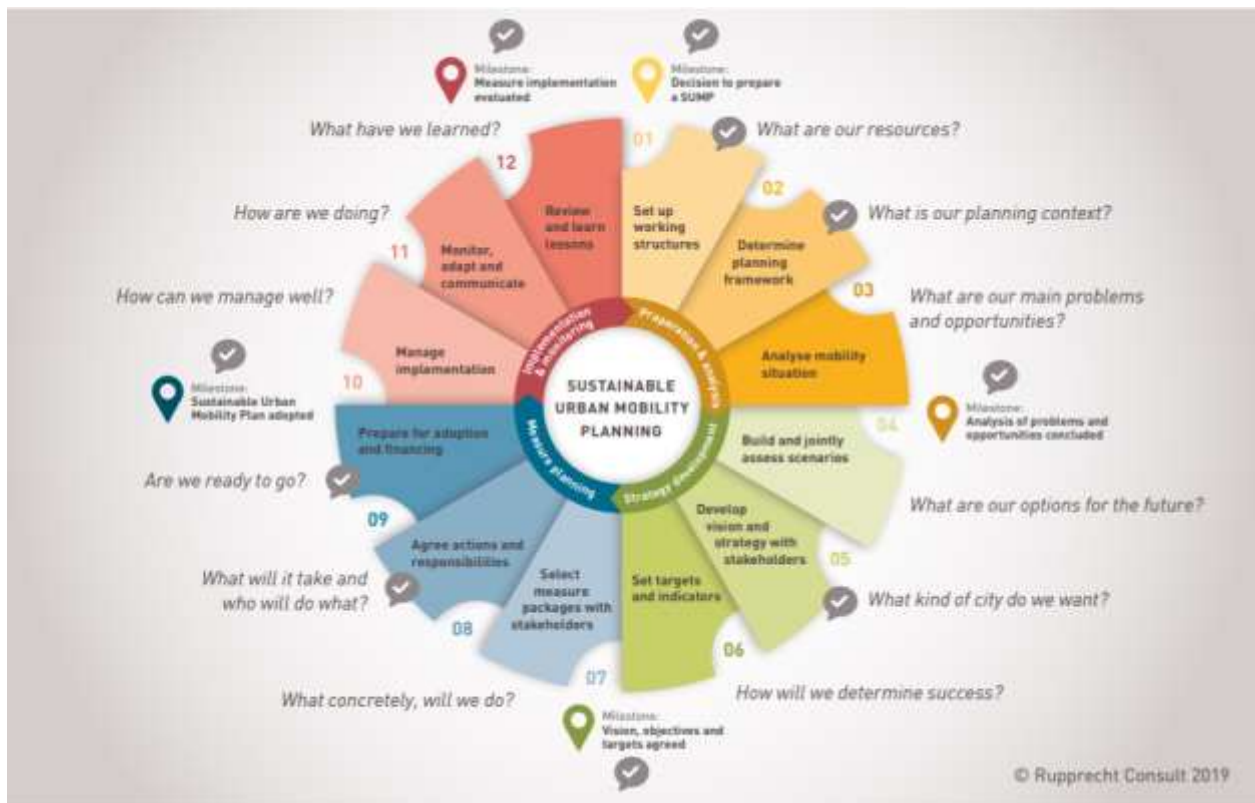 Milestone:
Measure implementation
evaluated
Milestone:
Decision to prepare
a SUMP
What have we learned?
12
01
What are our resources?
Review
and learn
lessons
Set up
working
structures
How are we doing?
11
02
What is our planning context?
Monitor,
adapt and
communicate
Determine
planning
framework
How can we manage well?
03
What are our main problems
and opportunities?
Manage
implementation
Analyse mobility
situation
10
Milestone:
Sustainable Urban
Mobility Plan adopted
Implementation
& monitoring
Preparation & analysis
SUSTAINABLE
URBAN MOBILITY
PLANNING
Measure planning
Strategy development
Milestone:
Analysis of problems and
opportunities concluded
04
Prepare for adoption
and financing
Build and jointly
assess scenarios
Are we ready to go?
09
What are our options for the future?
Agree actions and
responsibilities
Develop
vision and
strategy with
stakeholders
05
What will it take and
who will do what?
08
Select
measure
packages with
stakeholders
Set targets
and indicators
What kind of city do we want?
07
06
What concretely, will we do?
How will we determine success?
Milestone:
Vision, objectives and
targets agreed
© Rupprecht Consult 2019